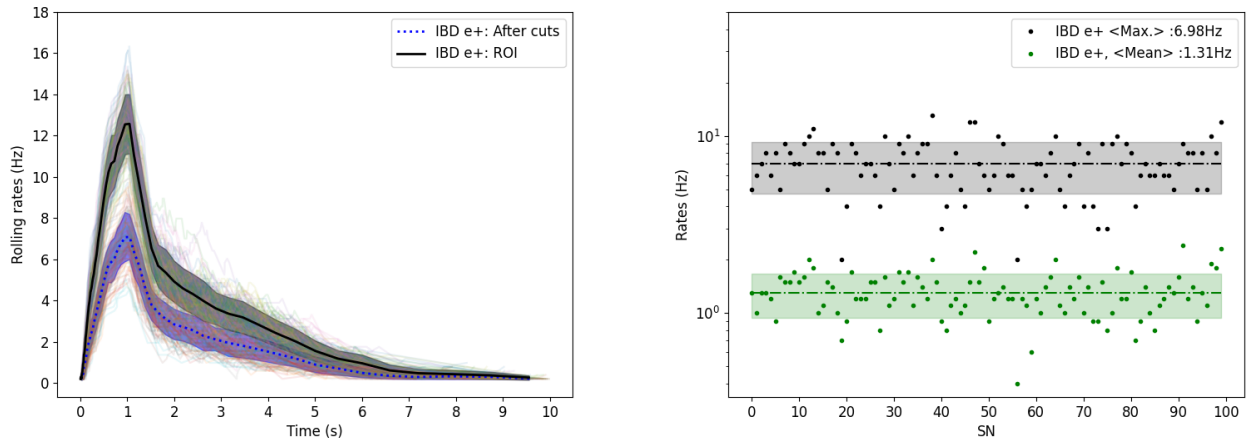 18
16
14
12
10
8
6
4
2
0
Rolling rates (Hz)
IBD e+: After cuts
IBD e+: ROI
0 1 2 3 4 5 6 7 8 9 10
Time (s)
Rates (Hz)
10¹
10⁰
IBD e+ <Max.> :6.98Hz
IBD e+, <Mean> :1.31Hz
0 10 20 30 40 50 60 70 80 90 100
SN